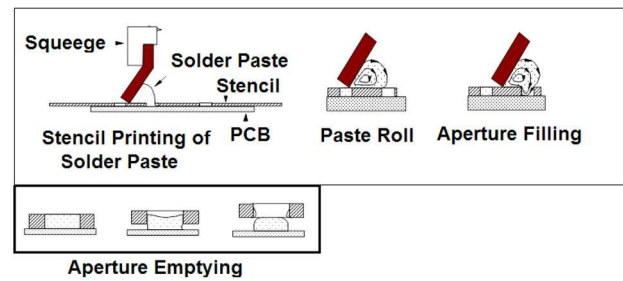 Squeege
Solder Paste
Stencil
PCB
Stencil Printing of
Solder Paste
Paste Roll
Aperture Filling
Aperture Emptying